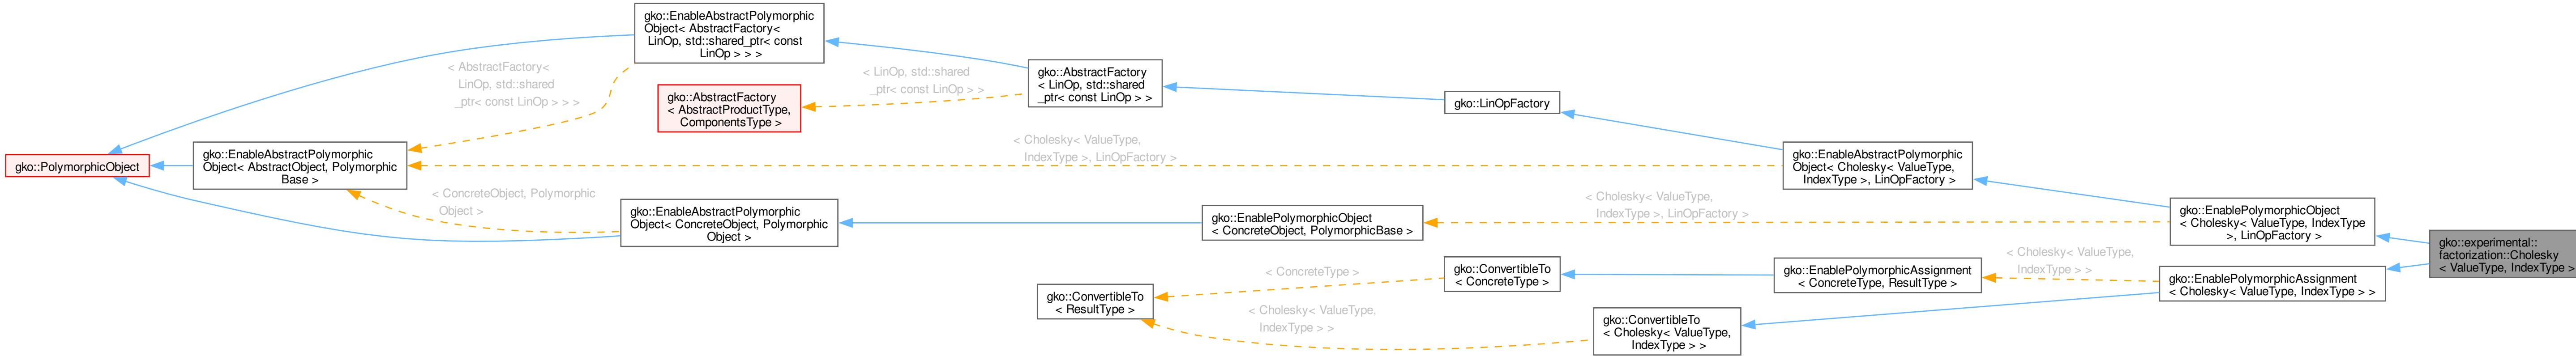 gko::EnableAbstractPolymorphic
Object< AbstractFactory<
LinOp, std::shared_ptr< const
LinOp > > >
< AbstractFactory<
LinOp, std::shared
_ptr< const LinOp > > >
< LinOp, std::shared
_ptr< const LinOp > >
gko::AbstractFactory
< LinOp, std::shared
_ptr< const LinOp > >
gko::AbstractFactory
< AbstractProductType,
ComponentsType >
gko::LinOpFactory
gko::PolymorphicObject
gko::EnableAbstractPolymorphic
Object< AbstractObject, Polymorphic
Base >
< Cholesky< ValueType,
IndexType >, LinOpFactory >
gko::EnableAbstractPolymorphic
Object< Cholesky< ValueType,
IndexType >, LinOpFactory >
< ConcreteObject, Polymorphic
Object >
gko::EnableAbstractPolymorphic
Object< ConcreteObject, Polymorphic
Object >
gko::EnablePolymorphicObject
< ConcreteObject, PolymorphicBase >
< Cholesky< ValueType,
IndexType >, LinOpFactory >
gko::EnablePolymorphicObject
< Cholesky< ValueType, IndexType
>, LinOpFactory >
gko::experimental::
factorization::Cholesky
< ValueType, IndexType >
< ConcreteType >
gko::ConvertibleTo
< ConcreteType >
gko::EnablePolymorphicAssignment
< ConcreteType, ResultType >
< Cholesky< ValueType,
IndexType > >
gko::EnablePolymorphicAssignment
< Cholesky< ValueType, IndexType > >
gko::ConvertibleTo
< ResultType >
< Cholesky< ValueType,
IndexType > >
gko::ConvertibleTo
< Cholesky< ValueType,
IndexType > >